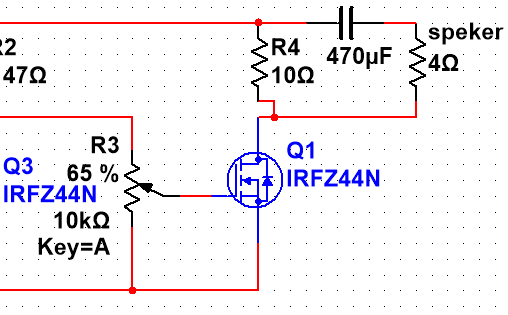 R2
47Ω
R4
10Ω
470µF
speker
4Ω
R3
65 %
10kΩ
Key=A
Q3
IRFZ44N
Q1
IRFZ44N